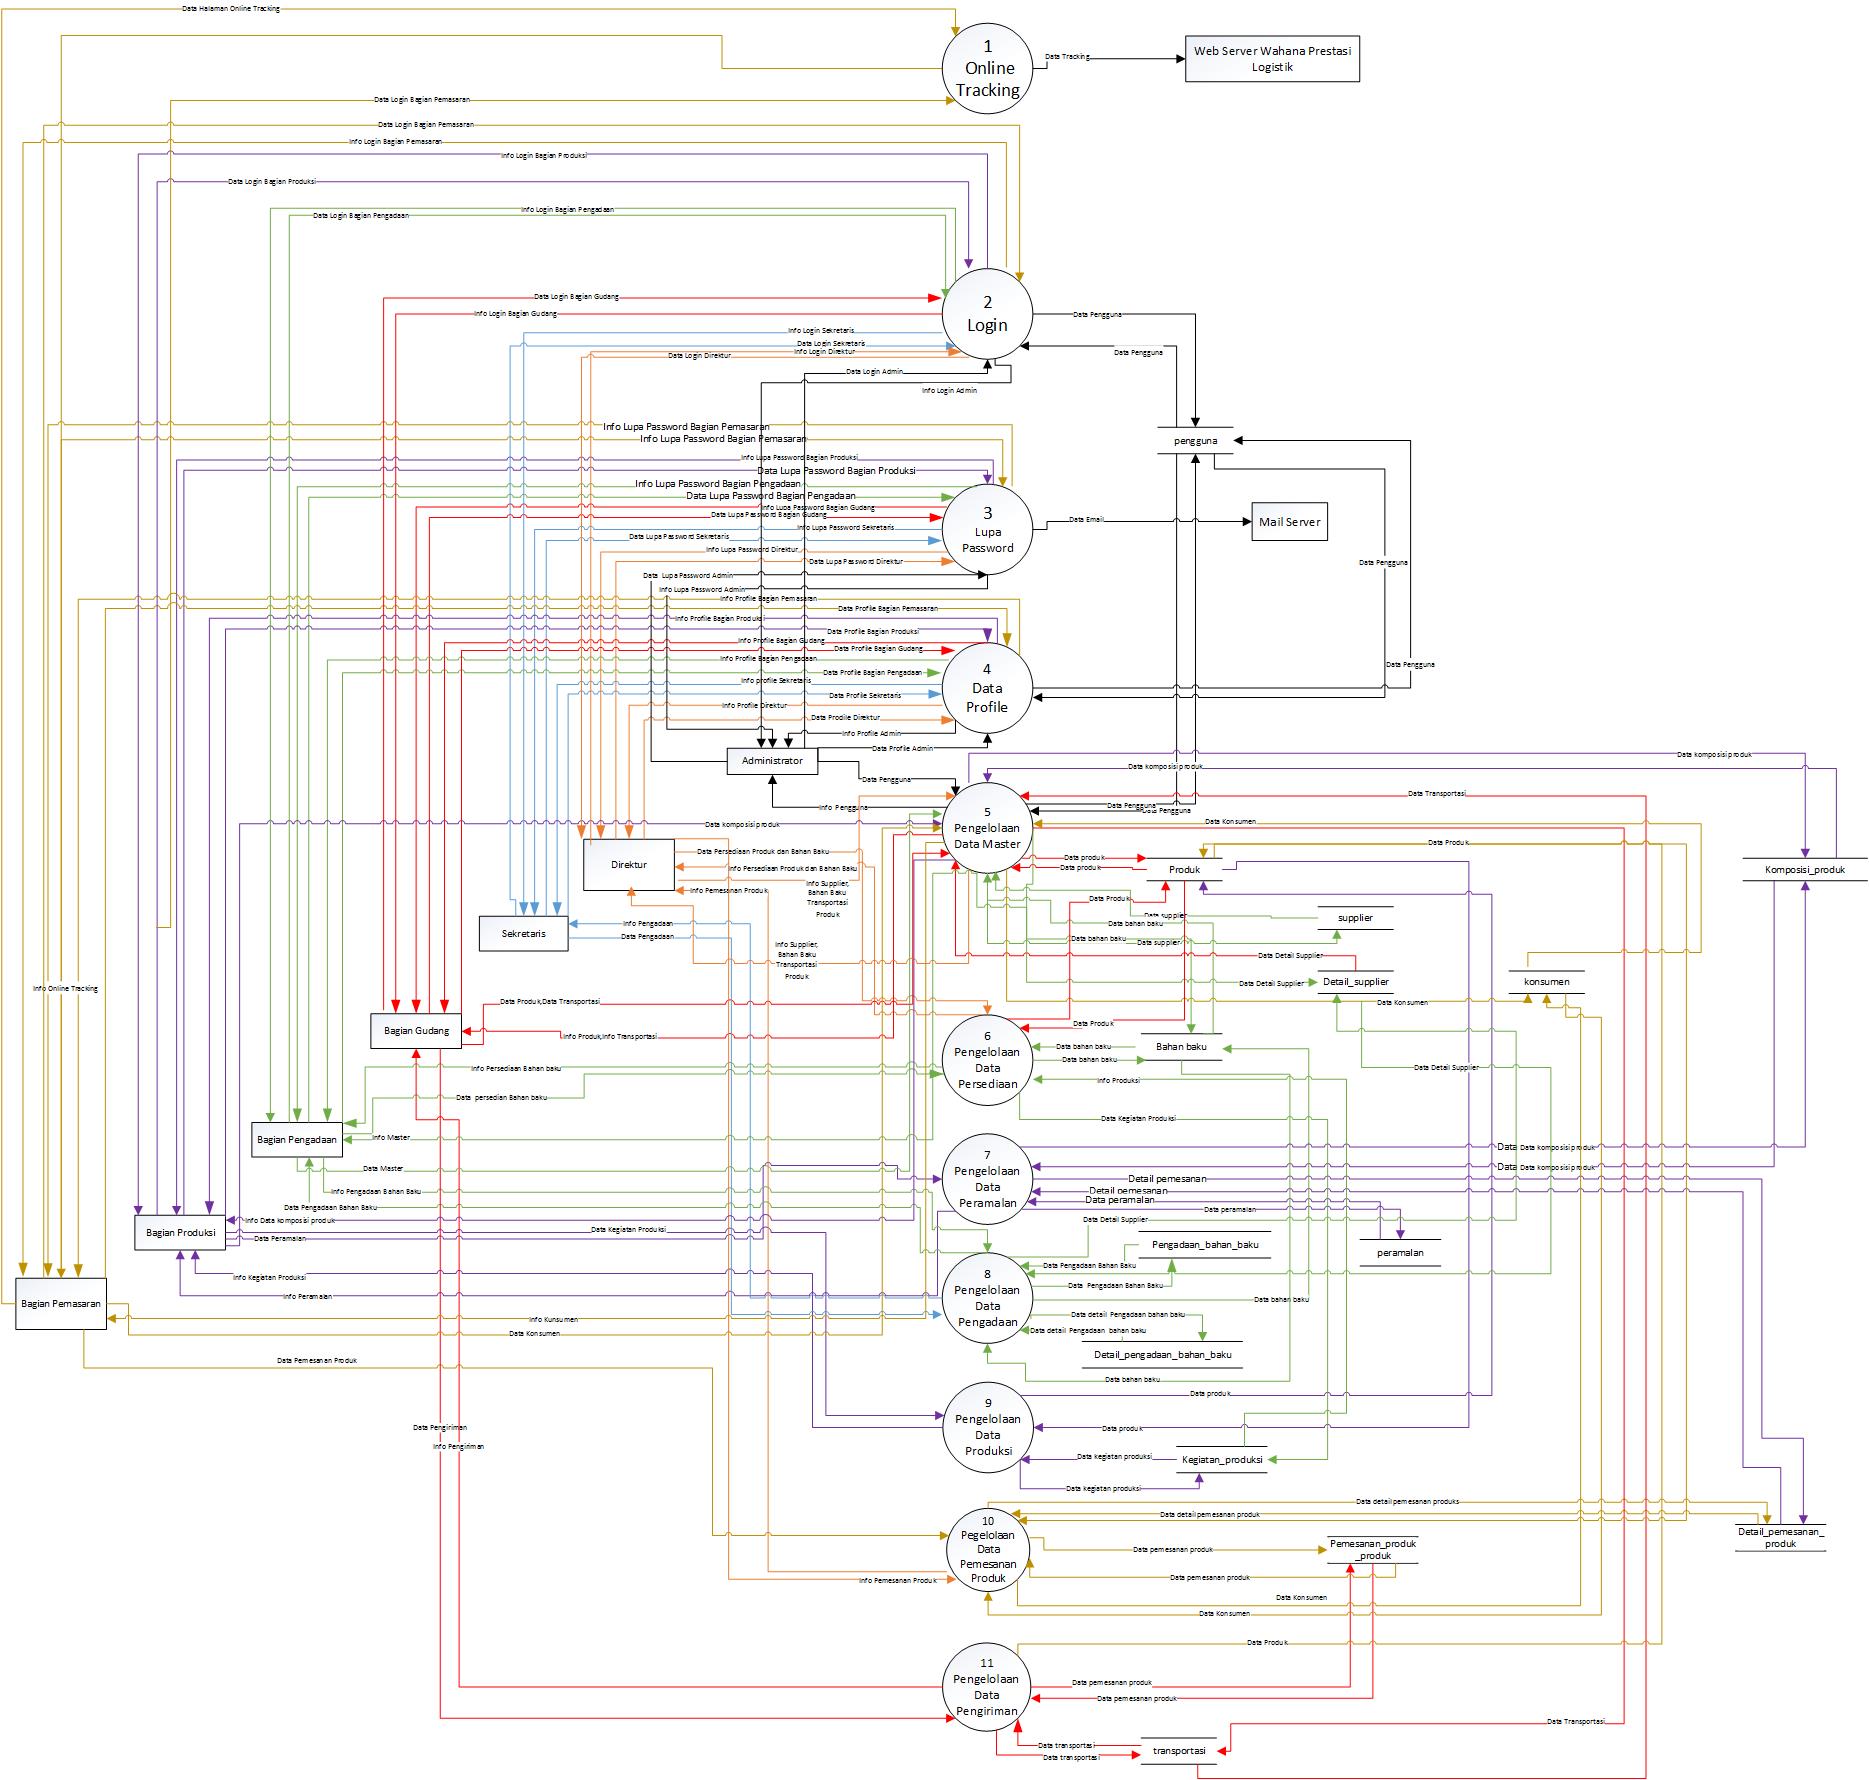 Data Halaman Online Tracking
1
Online
Tracking
Data Tracking
Web Server Wahana Prestasi
Logistik
Data Login Bagian Pemasaran
Data Login Bagian Pemasaran
Info Login Bagian Pemasaran
Info Login Bagian Produksi
Data Login Bagian Produksi
Info Login Bagian Pengadaan
Data Login Bagian Pengadaan
Data Login Bagian Gudang
Info Login Bagian Gudang
2
Login
Data Pengguna
Info Login Sekretaris
Data Login Sekretaris
Info Login Direktur
Data Login Direktur
Data Pengguna
Data Login Admin
Info Login Admin
Info Lupa Password Bagian Pemasaran
Info Lupa Password Bagian Pemasaran
pengguna
Info Lupa Password Bagian Produksi
Data Lupa Password Bagian Produksi
Info Lupa Password Bagian Pengadaan
Data Lupa Password Bagian Pengadaan
Info Lupa Password Bagian Gudang
Data Lupa Password Bagian Gudang
3
Lupa
Password
Data Email
Mail Server
Info Lupa Password Sekretaris
Data Lupa Password Sekretaris
Info Lupa Password Direktur
Data Lupa Password Direktur
Data Pengguna
Data Lupa Password Admin
Info Lupa Password Admin
Info Profile Bagian Pemasaran
Data Profile Bagian Pemasaran
Info Profile Bagian Produksi
Data Profile Bagian Produksi
Info Profile Bagian Gudang
Data Profile Bagian Gudang
Info Profile Bagian Pengadaan
Data Profile Bagian Pengadaan
Data Pengguna
4
Data
Profile
Info profile Sekretaris
Data Profile Sekretaris
Info Profile Direktur
Data Prodile Direktur
Info Profile Admin
Data Profile Admin
Administrator
Data Pengguna
Info Pengguna
Data komposisi produk
Data komposisi produk
Data Transportasi
Data Pengguna
Data Pengguna
5
Pengelolaan
Data Master
Data komposisi produk
Data Konsumen
Data Produk
Data Persediaan Produk dan Bahan Baku
Info Persediaan Produk dan Bahan Baku
Direktur
Data produk
Data produk
Produk
Komposisi_produk
Info Pemesanan Produk
Info Supplier,
Bahan Baku
Transportasi
Produk
Data Produk
Data supplier
Data bahan baku
supplier
Sekretaris
Info Pengadaan
Data Pengadaan
Info Supplier,
Bahan Baku
Transportasi
Produk
Data bahan baku
Data supplier
Data Detail Supplier
Data Detail Supplier
Detail_supplier
konsumen
Info Online Tracking
Data Konsumen
Data Produk,Data Transportasi
Bagian Gudang
Info Produk,Info Transportasi
Data Produk
6
Pengelolaan
Data
Persediaan
Data bahan baku
Data bahan baku
Bahan baku
Info Persediaan Bahan baku
Data persedian Bahan baku
Info Produksi
Data Detail Supplier
Data Kegiatan Produksi
Bagian Pengadaan
Info Master
Data Master
7
Pengelolaan
Data
Peramalan
Data
Data komposisi produk
Data
Data komposisi produk
Detail pemesanan
Detail pemesanan
Data peramalan
Data peramalan
Info Pengadaan Bahan Baku
Data Pengadaan Bahan Baku
Bagian Produksi
Info Data komposisi produk
Data Kegiatan Produksi
Data Peramalan
Data Detail Supplier
Pengadaan_bahan_baku
peramalan
Data Pengadaan Bahan Baku
Data Pengadaan Bahan Baku
8
Pengelolaan
Data
Pengadaan
Info Kegiatan Produksi
Info Peramalan
Data bahan baku
Bagian Pemasaran
Info Kunsumen
Data Konsumen
Data detail Pengadaan bahan baku
Data detail Pengadaan bahan baku
Detail_pengadaan_bahan_baku
Data Pemesanan Produk
Data bahan baku
Data produk
9
Pengelolaan
Data
Produksi
Data produk
Data Pengiriman
Info Pengiriman
Data kegiatan produksi
Kegiatan_produksi
Data kegiatan produksi
Data detail pemesanan produks
Data detail pemesanan produk
10
Pegelolaan
Data
Pemesanan
Produk
Data pemesanan produk
Pemesanan_produk
_produk
Detail_pemesanan_
produk
Info Pemesanan Produk
Data pemesanan produk
Data Konsumen
Data Konsumen
Data Produk
11
Pengelolaan
Data
Pengiriman
Data pemesanan produk
Data pemesanan produk
Data Transportasi
Data transportasi
Data transportasi
transportasi